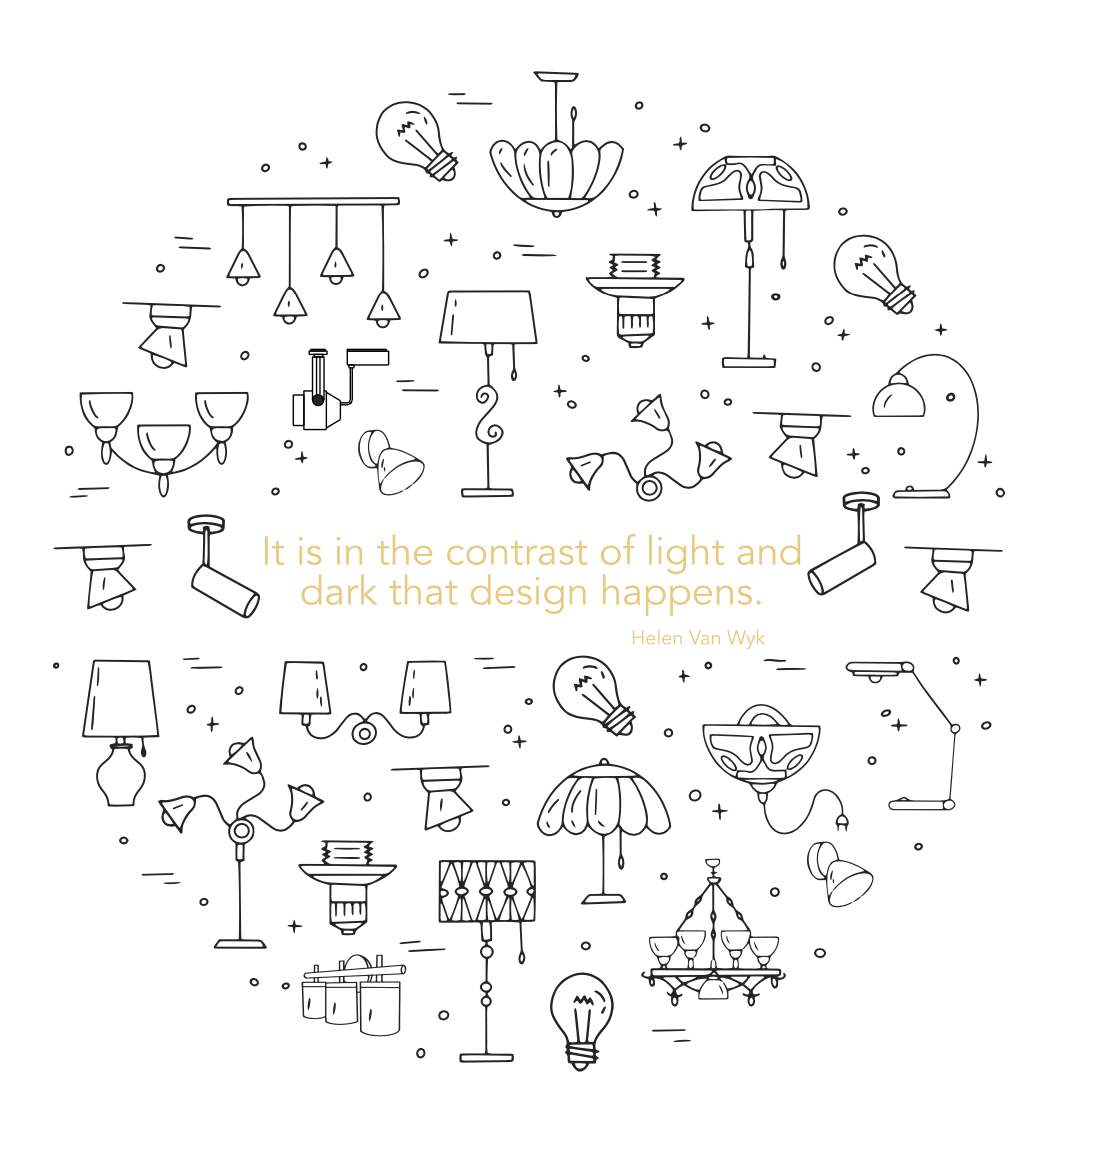 It is in the contrast of light and
dark that design happens.
Helen Van Wyk